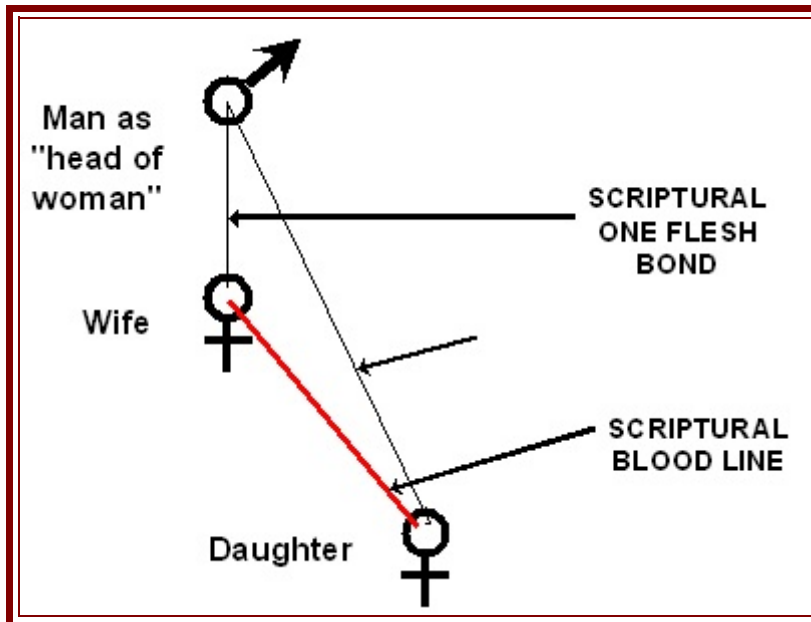 Man as
"head of
woman"
SCRIPTURAL
ONE FLESH
BOND
Wife
SCRIPTURAL
BLOOD LINE
Daughter